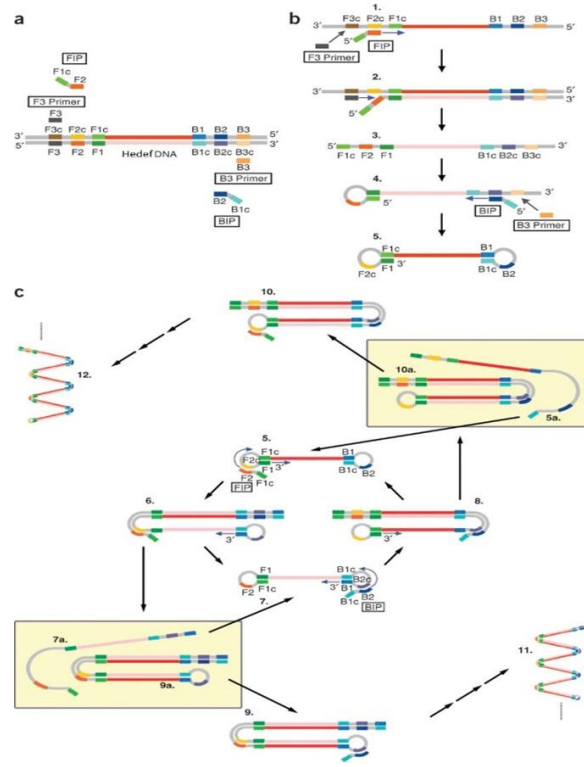 a
FIP
F1c
F2
F3 Primer
F3
F3c F2c F1c
B1 B2 B3
3′
5′
5′
3′
F3 F2 F1
Hedef DNA
B1c B2c B3c
B3
B3 Primer
B2
B1c
BIP
b
1.
F3c F2c F1c
B1 B2 B3
3′
5′
5′
FIP
F3 Primer
2.
3′
5′
3.
3′
F1c F2 F1
B1c B2c B3c
4.
5′
3′
5′
BIP
B3 Primer
5.
F1c
B1
F1 3′
B1c B2
F2c
c
10.
12.
10a.
5a.
5.
F1c
B1
F2c
F1 3′
B1c
B2
F2 F1c
FIP
6.
3′
8.
3′
F1
B1c
F2 F1c
3′ B2c
B1
B1c B2
7.
BIP
7a.
9a.
11.
9.